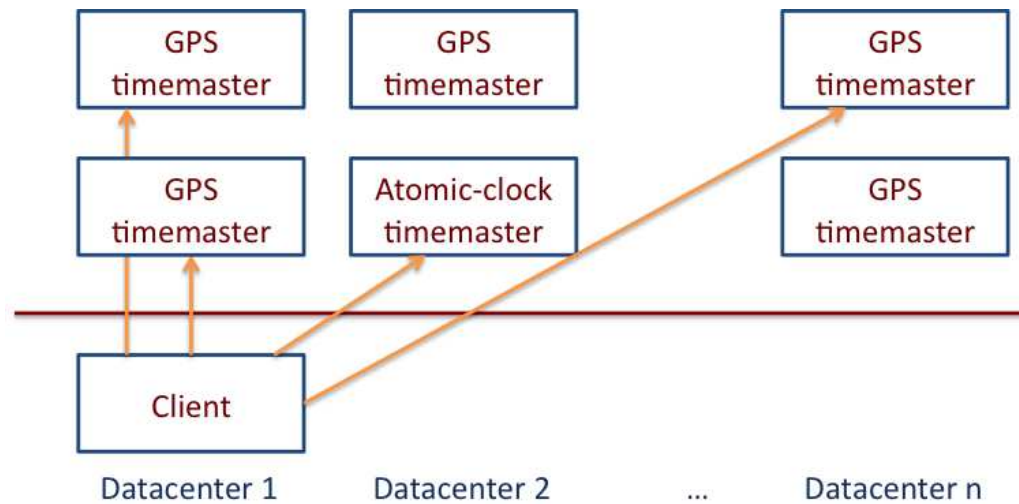 GPS
timemaster
GPS
timemaster
GPS
timemaster
GPS
timemaster
Atomic-clock
timemaster
GPS
timemaster
Client
Datacenter 1
Datacenter 2
...
Datacenter n